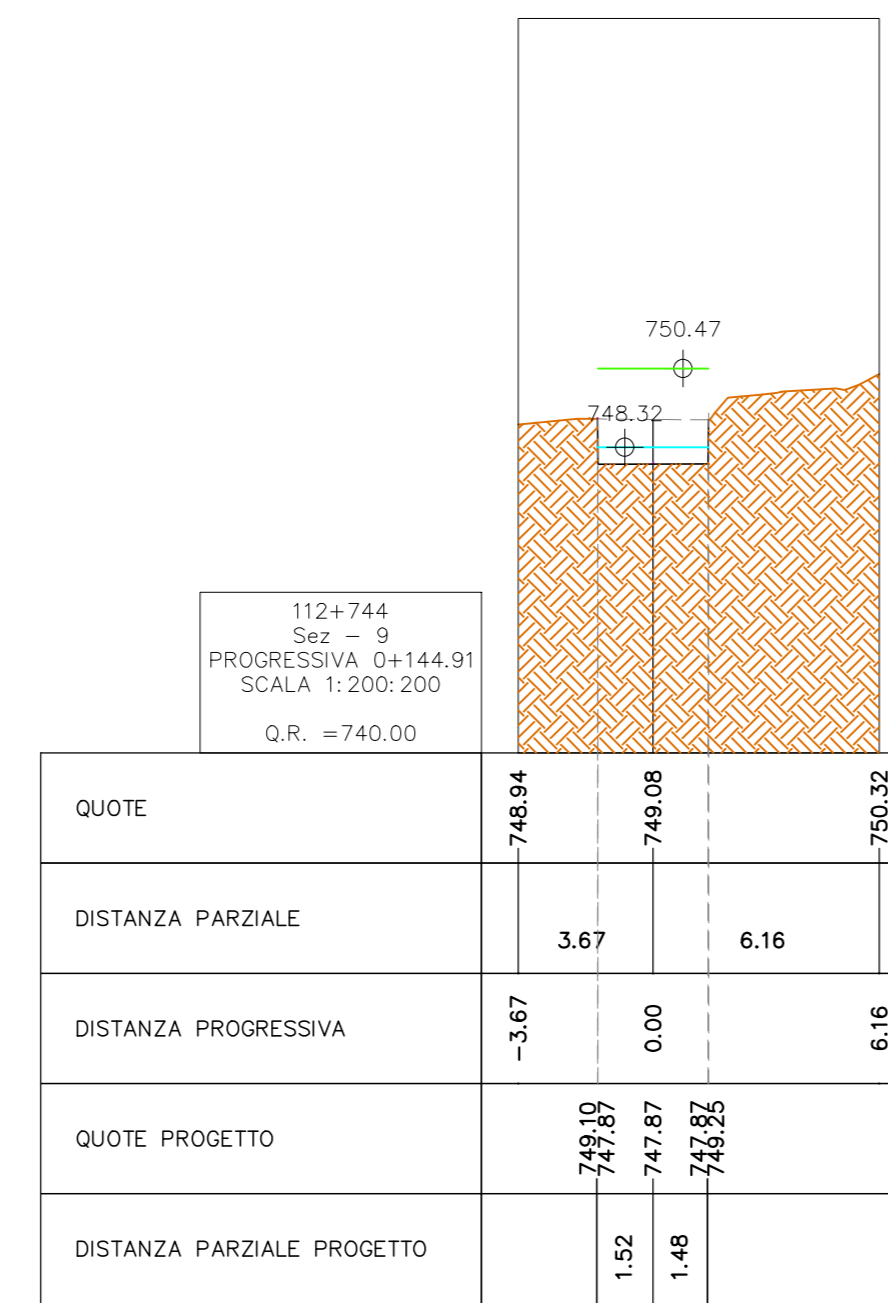 750.47
748.32
112+744
Sez - 9
PROGRESSIVA 0+144.91
SCALA 1:200:200
Q.R. =740.00
QUOTE 748.94 749.08 750.32
DISTANZA PARZIALE 3.67 6.16
DISTANZA PROGRESSIVA -3.67 0.00 6.16
QUOTE PROGETTO 749.10 747.87 747.87 747.87 749.25
DISTANZA PARZIALE PROGETTO 1.52 1.48